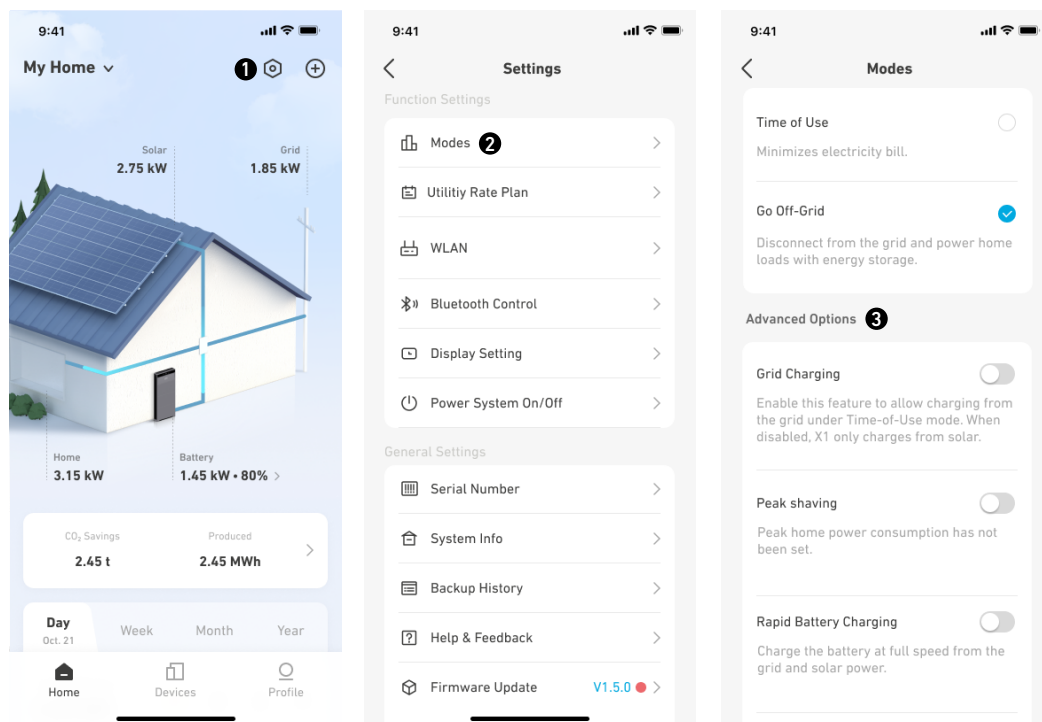 9:41
My Home
1
Solar
2.75 kW
Grid
1.85 kW
Home
3.15 kW
Battery
1.45 kW • 80% >
CO₂ Savings
2.45 t
Produced
2.45 MWh
Day
Oct. 21
Week
Month
Year
Home
Devices
Profile
9:41
Settings
Function Settings
Modes 2
Utilitiy Rate Plan
WLAN
Bluetooth Control
Display Setting
Power System On/Off
General Settings
Serial Number
System Info
Backup History
Help & Feedback
Firmware Update V1.5.0
9:41
Modes
Time of Use
Minimizes electricity bill.
Go Off-Grid
Disconnect from the grid and power home
loads with energy storage.
Advanced Options 3
Grid Charging
Enable this feature to allow charging from
the grid under Time-of-Use mode. When
disabled, X1 only charges from solar.
Peak shaving
Peak home power consumption has not
been set.
Rapid Battery Charging
Charge the battery at full speed from the
grid and solar power.